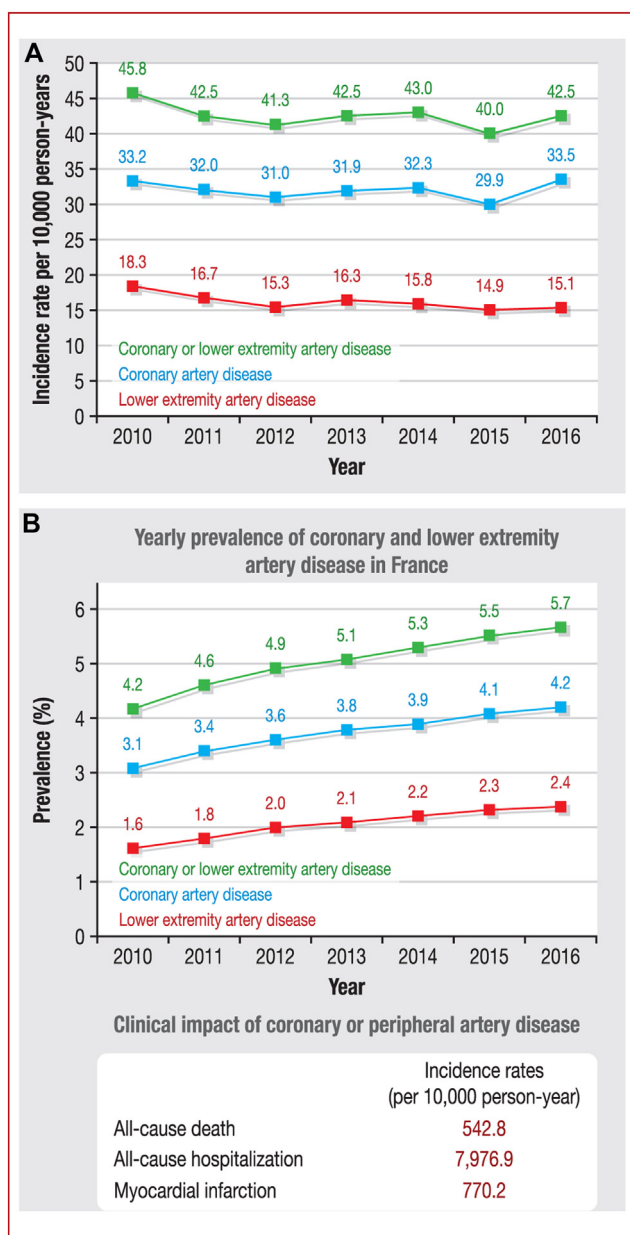 A
Incidence rate per 10,000 person-years
50
45
40
35
30
25
20
15
10
5
0
45.8
42.5
41.3
42.5
43.0
40.0
42.5
33.2
32.0
31.0
31.9
32.3
29.9
33.5
18.3
16.7
15.3
16.3
15.8
14.9
15.1
Coronary or lower extremity artery disease
Coronary artery disease
Lower extremity artery disease
2010 2011 2012 2013 2014 2015 2016
Year
B
Yearly prevalence of coronary and lower extremity
artery disease in France
Prevalence (%)
6
5
4
3
2
1
0
4.2
4.6
4.9
5.1
5.3
5.5
5.7
3.1
3.4
3.6
3.8
3.9
4.1
4.2
1.6
1.8
2.0
2.1
2.2
2.3
2.4
Coronary or lower extremity artery disease
Coronary artery disease
Lower extremity artery disease
2010 2011 2012 2013 2014 2015 2016
Year
Clinical impact of coronary or peripheral artery disease
Incidence rates
(per 10,000 person-year)
All-cause death 542.8
All-cause hospitalization 7,976.9
Myocardial infarction 770.2